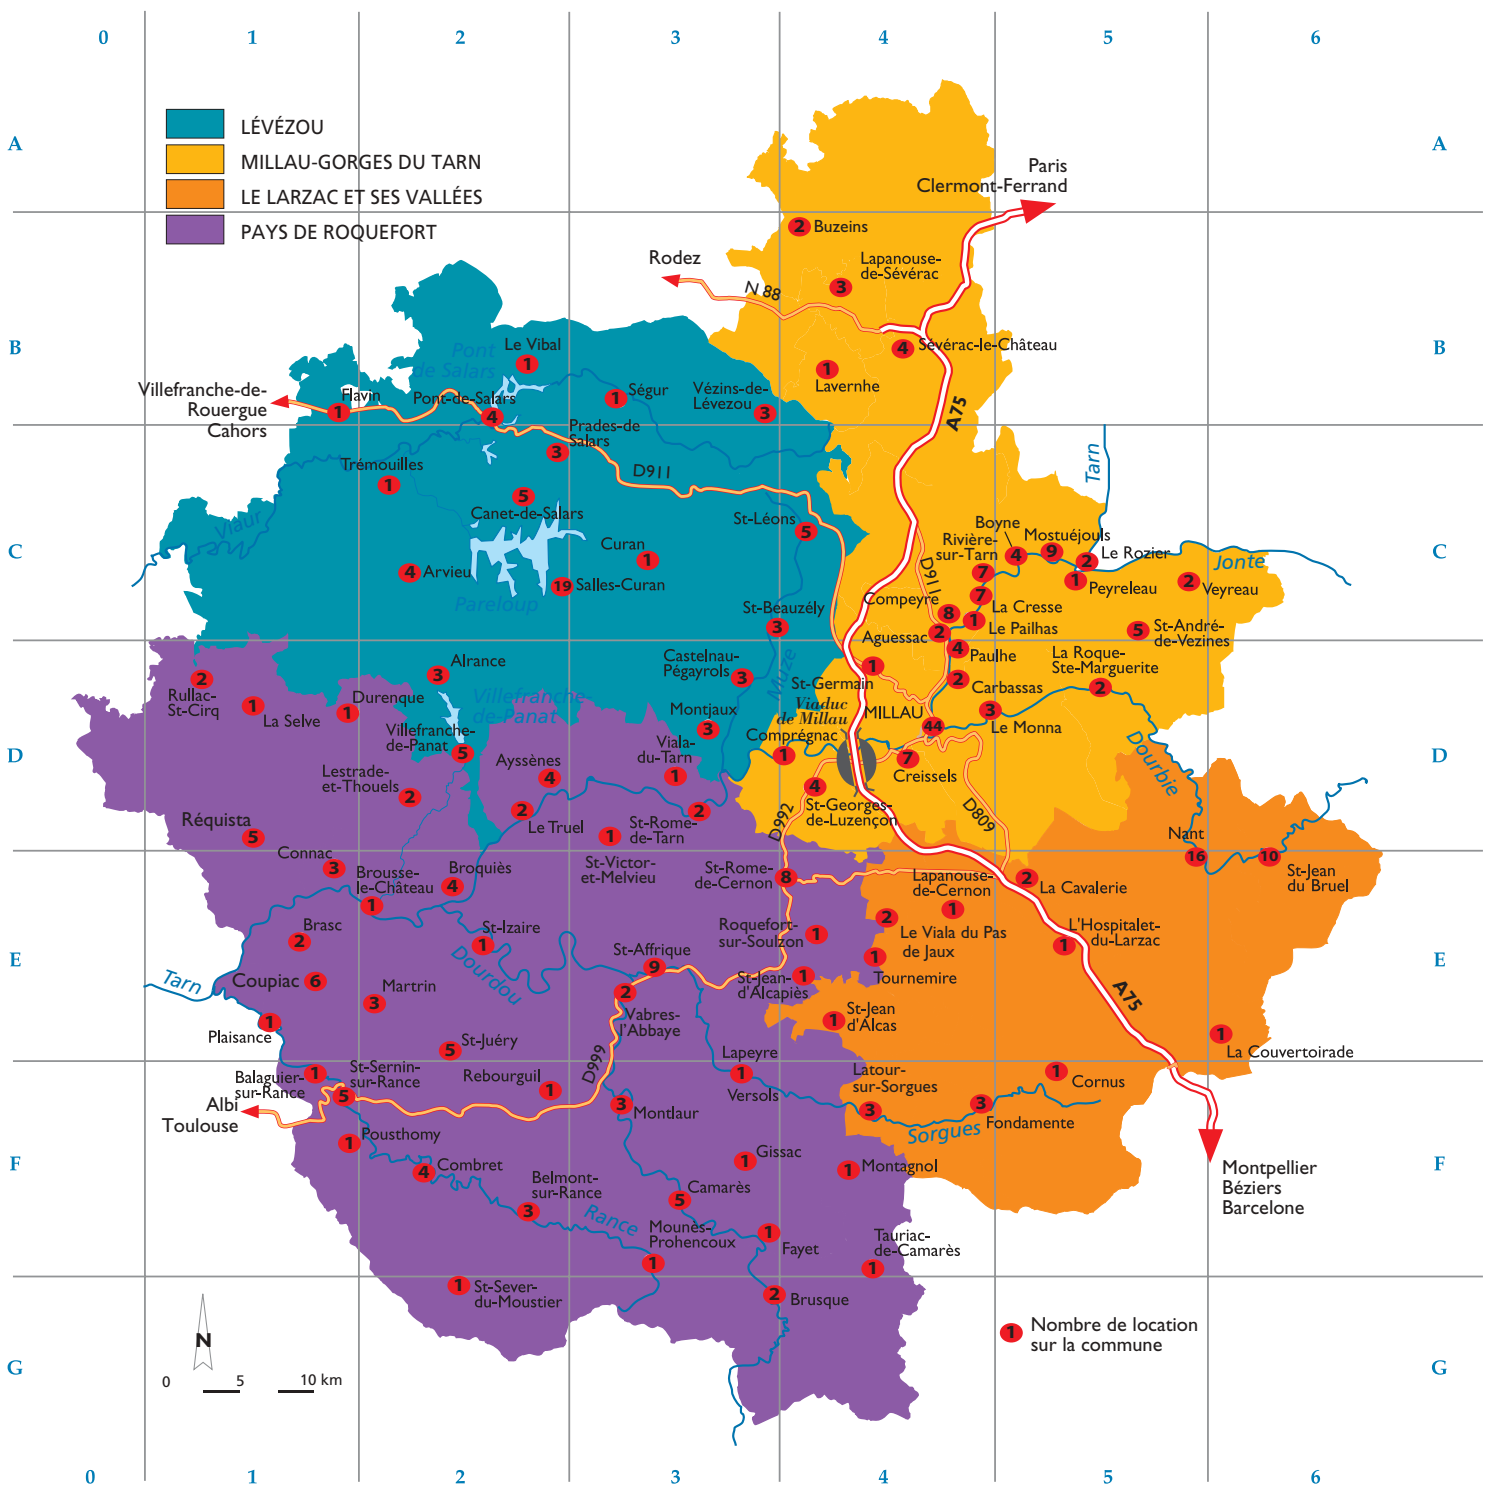 0 1 2 3 4 5 6
LÉVÉZOU
MILLAU-GORGES DU TARN
LE LARZAC ET SES VALLÉES
PAYS DE ROQUEFORT
A
A
Paris
Clermont-Ferrand
2 Buzeins
Rodez
N 88
Lapanouse-
de-Sévérac
3
B
B
4 Sévérac-le-Château
1
Lavernhe
A75
Le Vibal
1
Pont
de Salars
Villefranche-de-
Rouergue
Cahors
Flavin
1
Pont-de-Salars
4
Ségur
1
Vézins-de-
Lévezou
3
Prades-de
Salars
3
D911
Trémouilles
1
5
Canet-de-Salars
St-Léons
5
Viaur
Tarn
C
C
Curan
1
4 Arvieu
19 Salles-Curan
Pareloup
Boyne
4
Mostuéjouls
9
Rivière-
sur-Tarn
7
Le Rozier
2
1
Peyreleau
Jonte
2
Veyreau
D911
7
La Cresse
Compeyre
8
1
Le Pailhas
St-Beauzély
3
Aguessac
2
5 St-André-
de-Vezines
4
Paulhe
La Roque-
Ste-Marguerite
2
Castelnau-
Pégayrols
3
Muze
1
St-Germain
2
Carbassas
2
Rullac-
St-Cirq
1
La Selve
Alrance
3
Durenque
1
Villefranche-
de-Panat
Villefranche-
de-Panat
5
Montjaux
3
Viaduc
de Millau
MILLAU
44
3
Le Monna
Comprégnac
1
7
Creissels
Dourbie
D
D
Viala-
du-Tarn
1
Ayssènes
4
Lestrade-
et-Thouels
2
4
St-Georges-
de-Luzençon
D992
D809
2
Le Truel
St-Rome-
de-Tarn
2
1
St-Victor-
et-Melvieu
Réquista
5
Nant
16
10
St-Jean
du Bruel
Connac
3
Brousse-
le-Château
1
Broquiès
4
St-Rome-
de-Cernon
8
Lapanouse-
de-Cernon
1
2
La Cavalerie
2
Le Viala du Pas
de Jaux
Brasc
2
St-Izaire
1
Roquefort-
sur-Soulzon
1
L'Hospitalet-
du-Larzac
1
E
E
Dourdou
St-Affrique
9
1
Tournemire
Tarn
Coupiac 6
Martrin
3
2
Vabres-
l'Abbaye
St-Jean-
d'Alcapiès
1
A75
1 St-Jean
d'Alcas
Plaisance
1
St-Juéry
5
1
La Couvertoirade
Lapeyre
1
Versols
Latour-
sur-Sorgues
3
1
Cornus
Balaguier-
sur-Rance
1
St-Sernin-
sur-Rance
5
Rebourguil
1
D999
Albi
Toulouse
3
Montlaur
3
Fondamente
Sorgues
Pousthomy
1
F
F
4
Combret
Gissac
1
1
Montagnol
Montpellier
Béziers
Barcelone
Belmont-
sur-Rance
3
Camarès
5
Rance
Mounès-
Prohencoux
1
1
Fayet
Tauriac-
de-Camarès
1
1 St-Sever-
du-Moustier
2
Brusque
N
1 Nombre de location
sur la commune
G
G
0 5 10 km
0 1 2 3 4 5 6